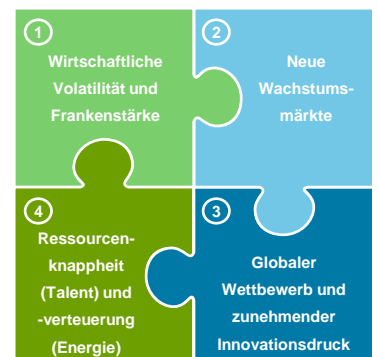 1
Wirtschaftliche
Volatilität und
Frankenstärke
2
Neue
Wachstums-
märkte
4
Ressourcen-
knappheit
(Talent) und
-verteuerung
(Energie)
3
Globaler
Wettbewerb und
zunehmender
Innovationsdruck